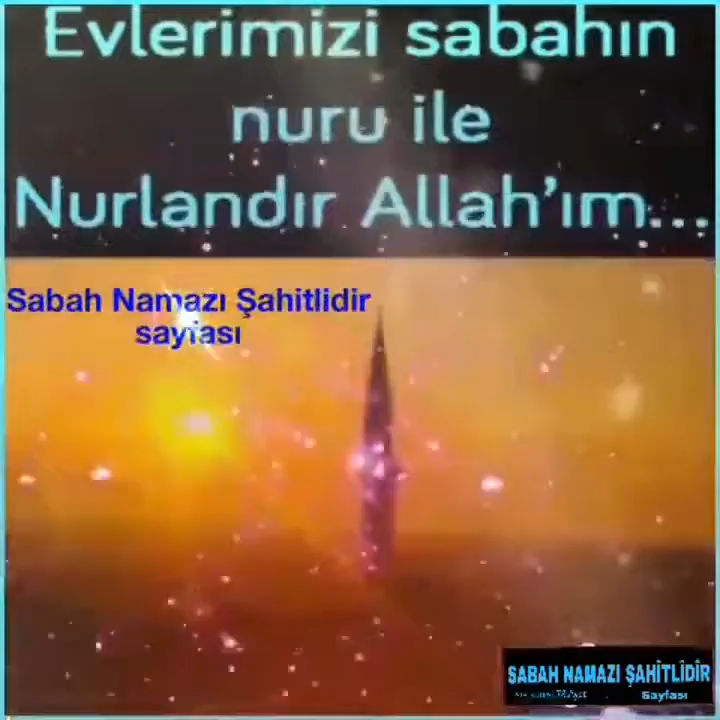 Evlerimizi sabahın
nuru ile
Nurlandır Allah'ım...
Sabah Namazı Şahitlidir
sayfası
SABAH NAMAZI ŞAHİTLİDİR
Sayfası